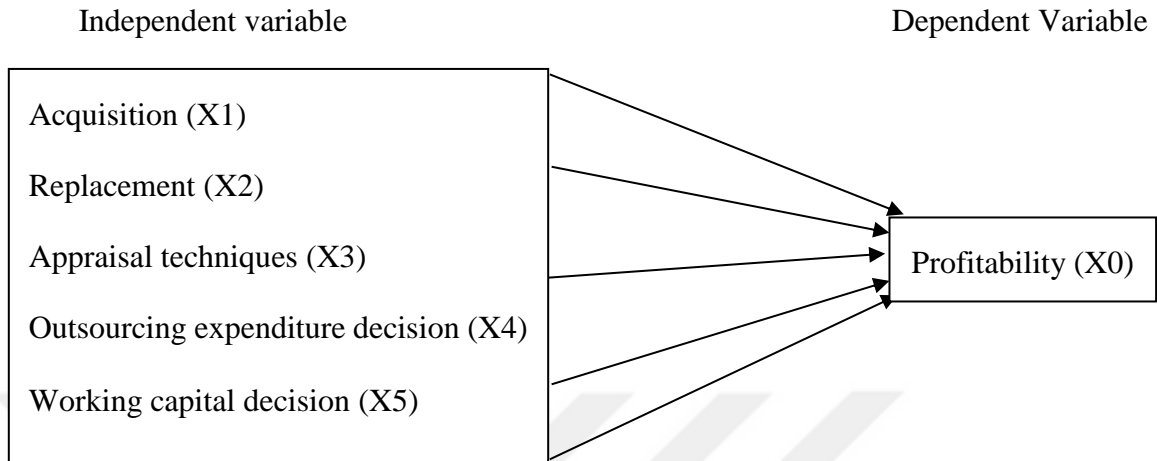 Independent variable
Dependent Variable
Acquisition (X1)
Replacement (X2)
Appraisal techniques (X3)
Profitability (X0)
Outsourcing expenditure decision (X4)
Working capital decision (X5)